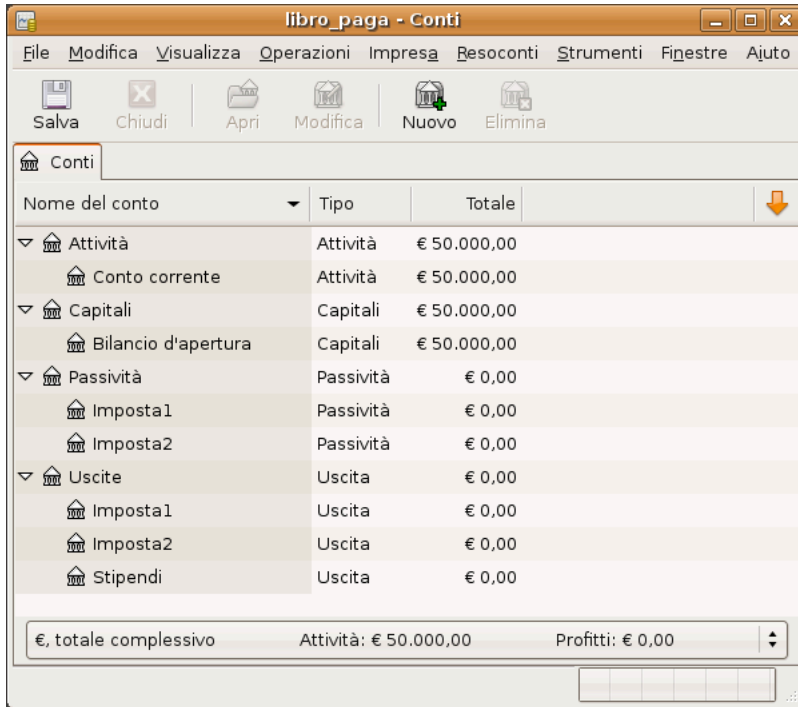 libro_paga - Conti
File Modifica Visualizza Operazioni Impresa Resoconti Strumenti Finestre Aiuto
Salva Chiudi Apri Modifica Nuovo Elimina
Conti
Nome del conto Tipo Totale
Attività Attività € 50.000,00
Conto corrente Attività € 50.000,00
Capitali Capitali € 50.000,00
Bilancio d'apertura Capitali € 50.000,00
Passività Passività € 0,00
Imposta1 Passività € 0,00
Imposta2 Passività € 0,00
Uscite Uscita € 0,00
Imposta1 Uscita € 0,00
Imposta2 Uscita € 0,00
Stipendi Uscita € 0,00
€, totale complessivo Attività: € 50.000,00 Profitti: € 0,00